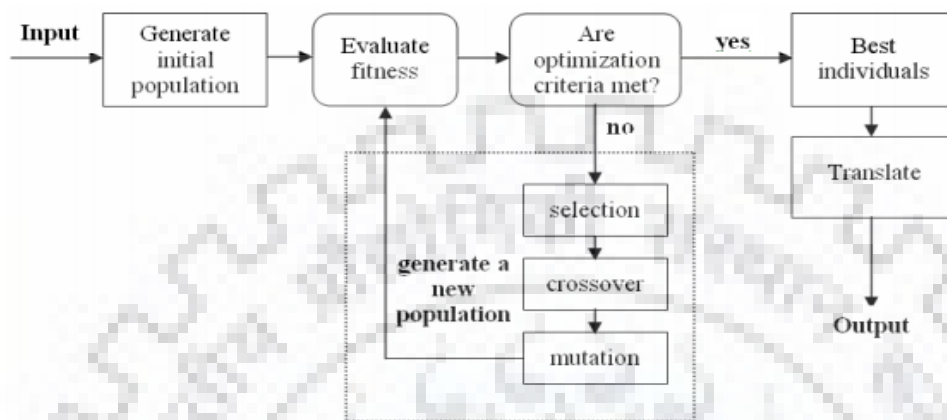 Input
Generate
initial
population
Evaluate
fitness
Are
optimization
criteria met?
yes
Best
individuals
no
Translate
selection
generate a
new
population
crossover
mutation
Output